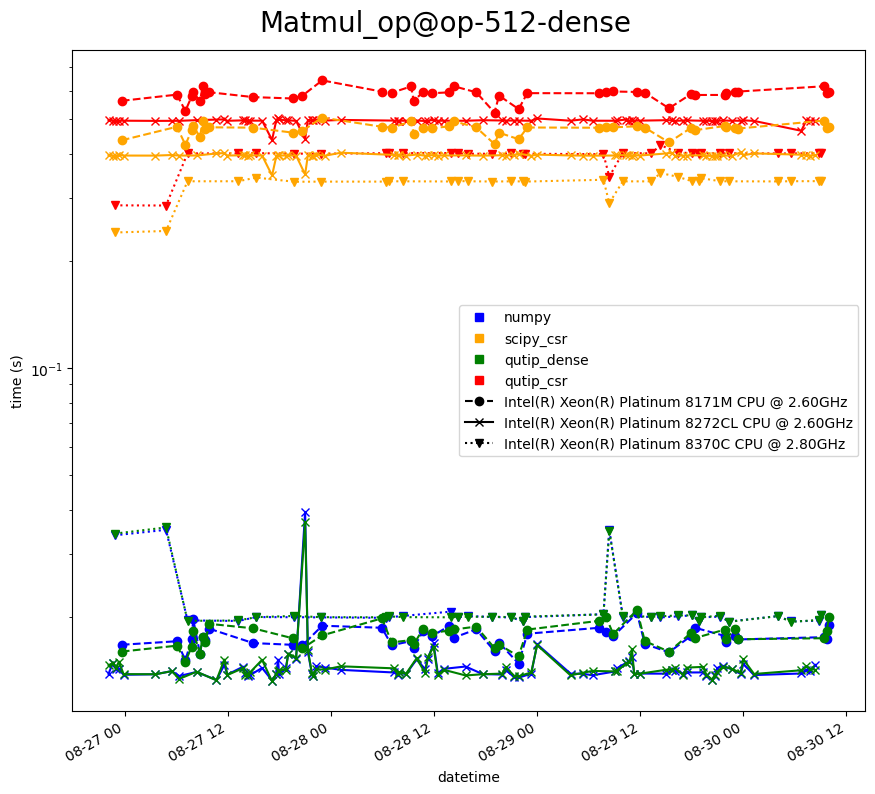 Matmul_op@op-512-dense
time (s)
10⁻¹
numpy
scipy_csr
qutip_dense
qutip_csr
Intel(R) Xeon(R) Platinum 8171M CPU @ 2.60GHz
Intel(R) Xeon(R) Platinum 8272CL CPU @ 2.60GHz
Intel(R) Xeon(R) Platinum 8370C CPU @ 2.80GHz
08-27 00
08-27 12
08-28 00
08-28 12
08-29 00
08-29 12
08-30 00
08-30 12
datetime